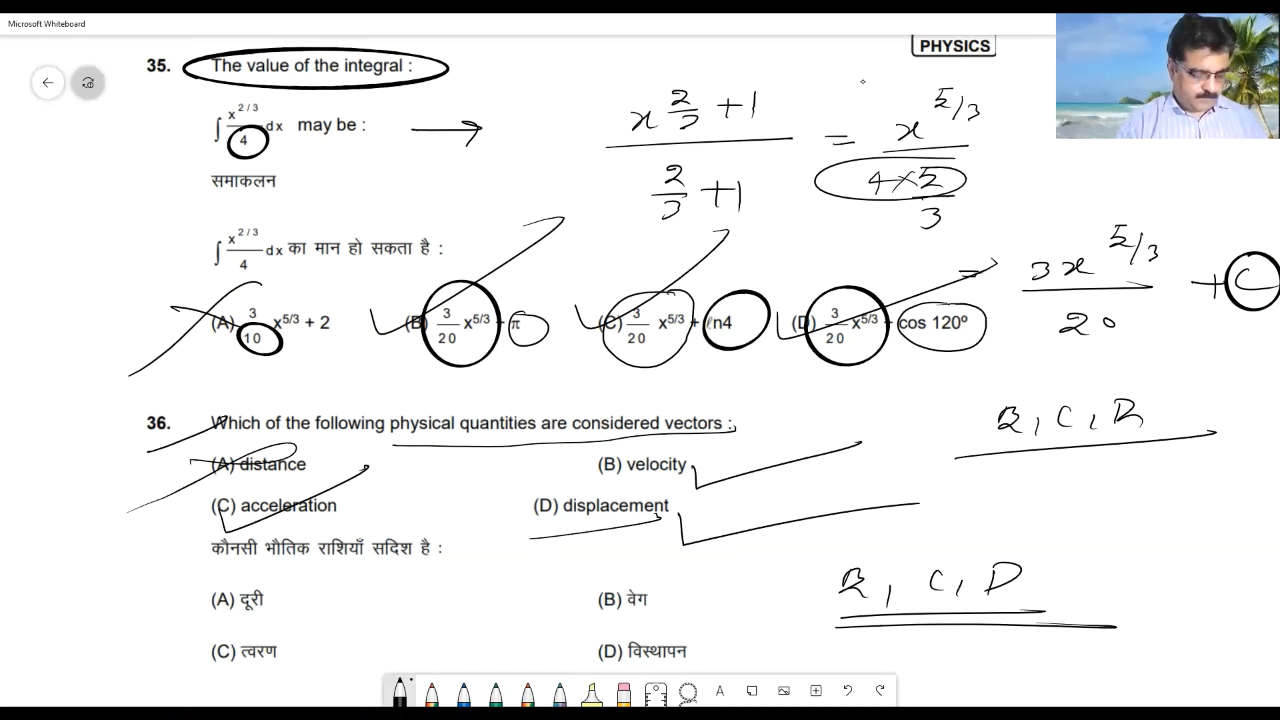 Microsoft Whiteboard
PHYSICS
35. The value of the integral :
∫ x^2/3 / 4 dx may be :
x 2/3 + 1 / 2/3 + 1 = x^5/3 / 4 × 5/3
समाकलन
∫ x^2/3 / 4 dx का मान हो सकता है :
= 3x^5/3 / 20 + C
(A) 3/10 x^5/3 + 2 (B) 3/20 x^5/3 + π (C) 3/20 x^5/3 + ℓn4 (D) 3/20 x^5/3 + cos 120º
36. Which of the following physical quantities are considered vectors :
B, C, D
(A) distance (B) velocity
(C) acceleration (D) displacement
कौनसी भौतिक राशियाँ सदिश है :
B, C, D
(A) दूरी (B) वेग
(C) त्वरण (D) विस्थापन